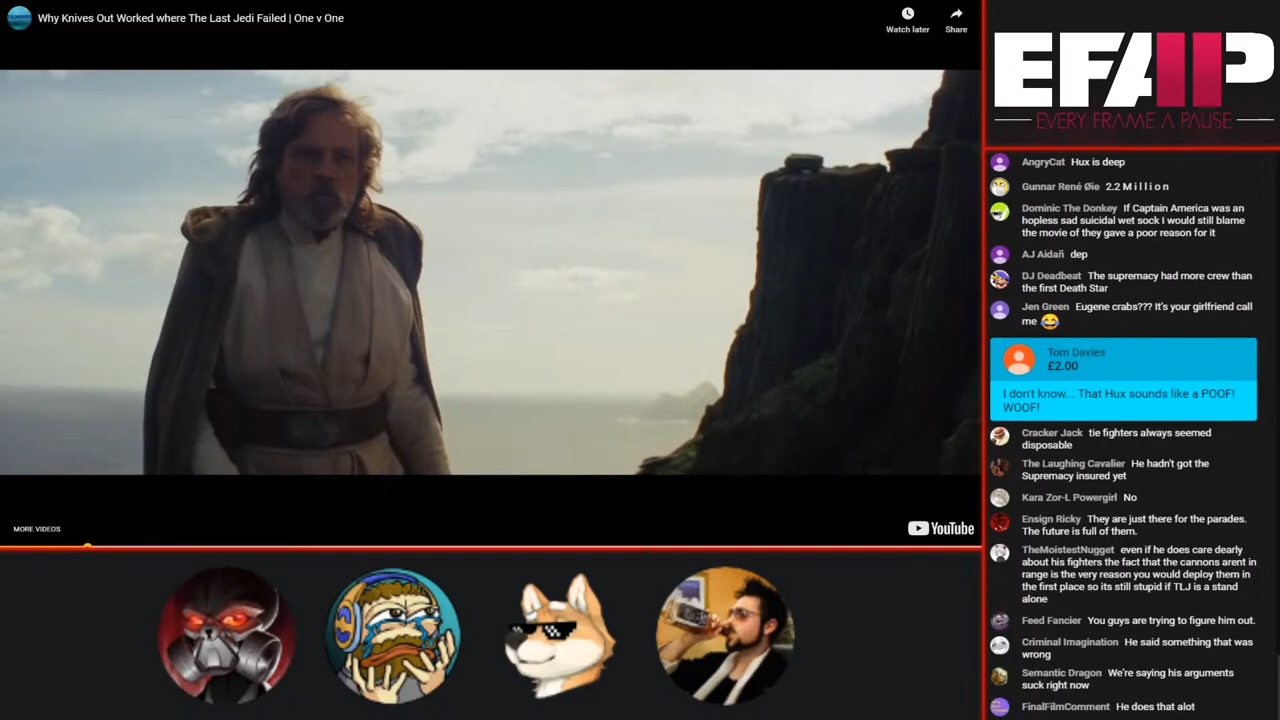 Why Knives Out Worked where The Last Jedi Failed | One v One
Watch later
Share
MORE VIDEOS
YouTube
EFAP
EVERY FRAME A PAUSE
AngryCat Hux is deep
Gunnar René Øie 2.2 M i l l i o n
Dominic The Donkey If Captain America was an
hopless sad suicidal wet sock I would still blame
the movie of they gave a poor reason for it
AJ Aidañ dep
DJ Deadbeat The supremacy had more crew than
the first Death Star
Jen Green Eugene crabs??? It's your girlfriend call
me 😂
Tom Davies
£2.00
I don't know... That Hux sounds like a POOF!
WOOF!
Cracker Jack tie fighters always seemed
disposable
The Laughing Cavalier He hadn't got the
Supremacy insured yet
Kara Zor-L Powergirl No
Ensign Ricky They are just there for the parades.
The future is full of them.
TheMoistestNugget even if he does care dearly
about his fighters the fact that the cannons arent in
range is the very reason you would deploy them in
the first place so its still stupid if TLJ is a stand
alone
Feed Fancier You guys are trying to figure him out.
Criminal Imagination He said something that was
wrong
Semantic Dragon We're saying his arguments
suck right now
FinalFilmComment He does that alot